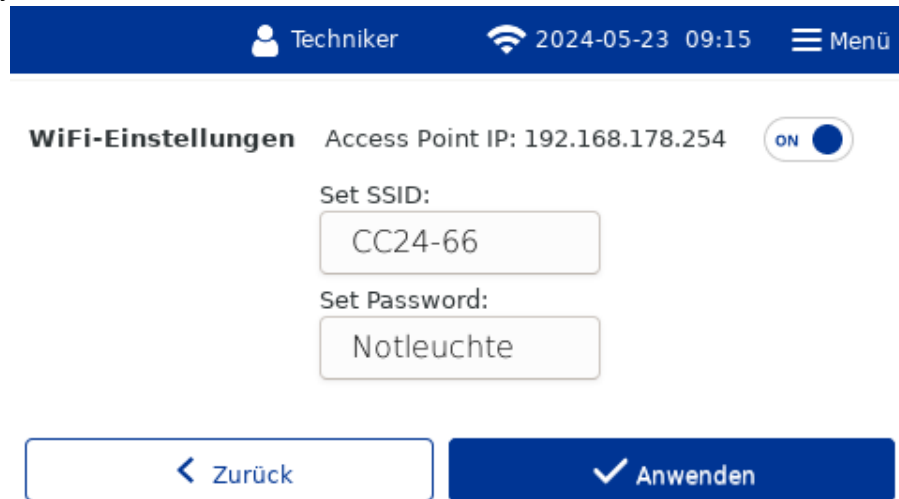 Techniker 2024-05-23 09:15 Menü
WiFi-Einstellungen Access Point IP: 192.168.178.254 ON
Set SSID:
CC24-66
Set Password:
Notleuchte
Zurück Anwenden